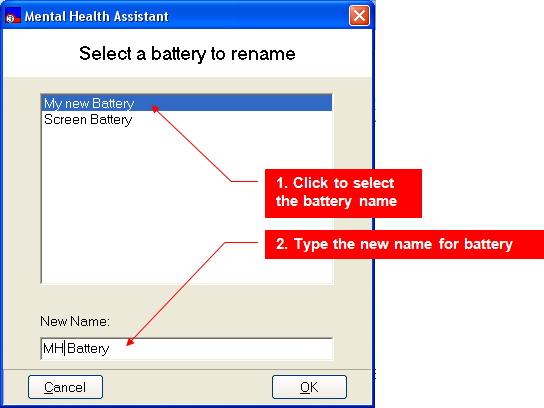 Mental Health Assistant
Select a battery to rename
My new Battery
Screen Battery
1. Click to select
the battery name
2. Type the new name for battery
New Name:
MH Battery
Cancel
OK